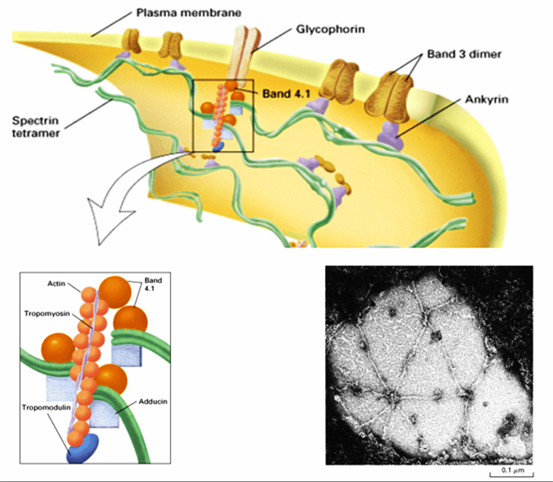 Plasma membrane
Glycophorin
Band 3 dimer
Band 4.1
Ankyrin
Spectrin
tetramer
Actin
Band
4.1
Tropomyosin
Adducin
Tropomodulin
0.1 μm